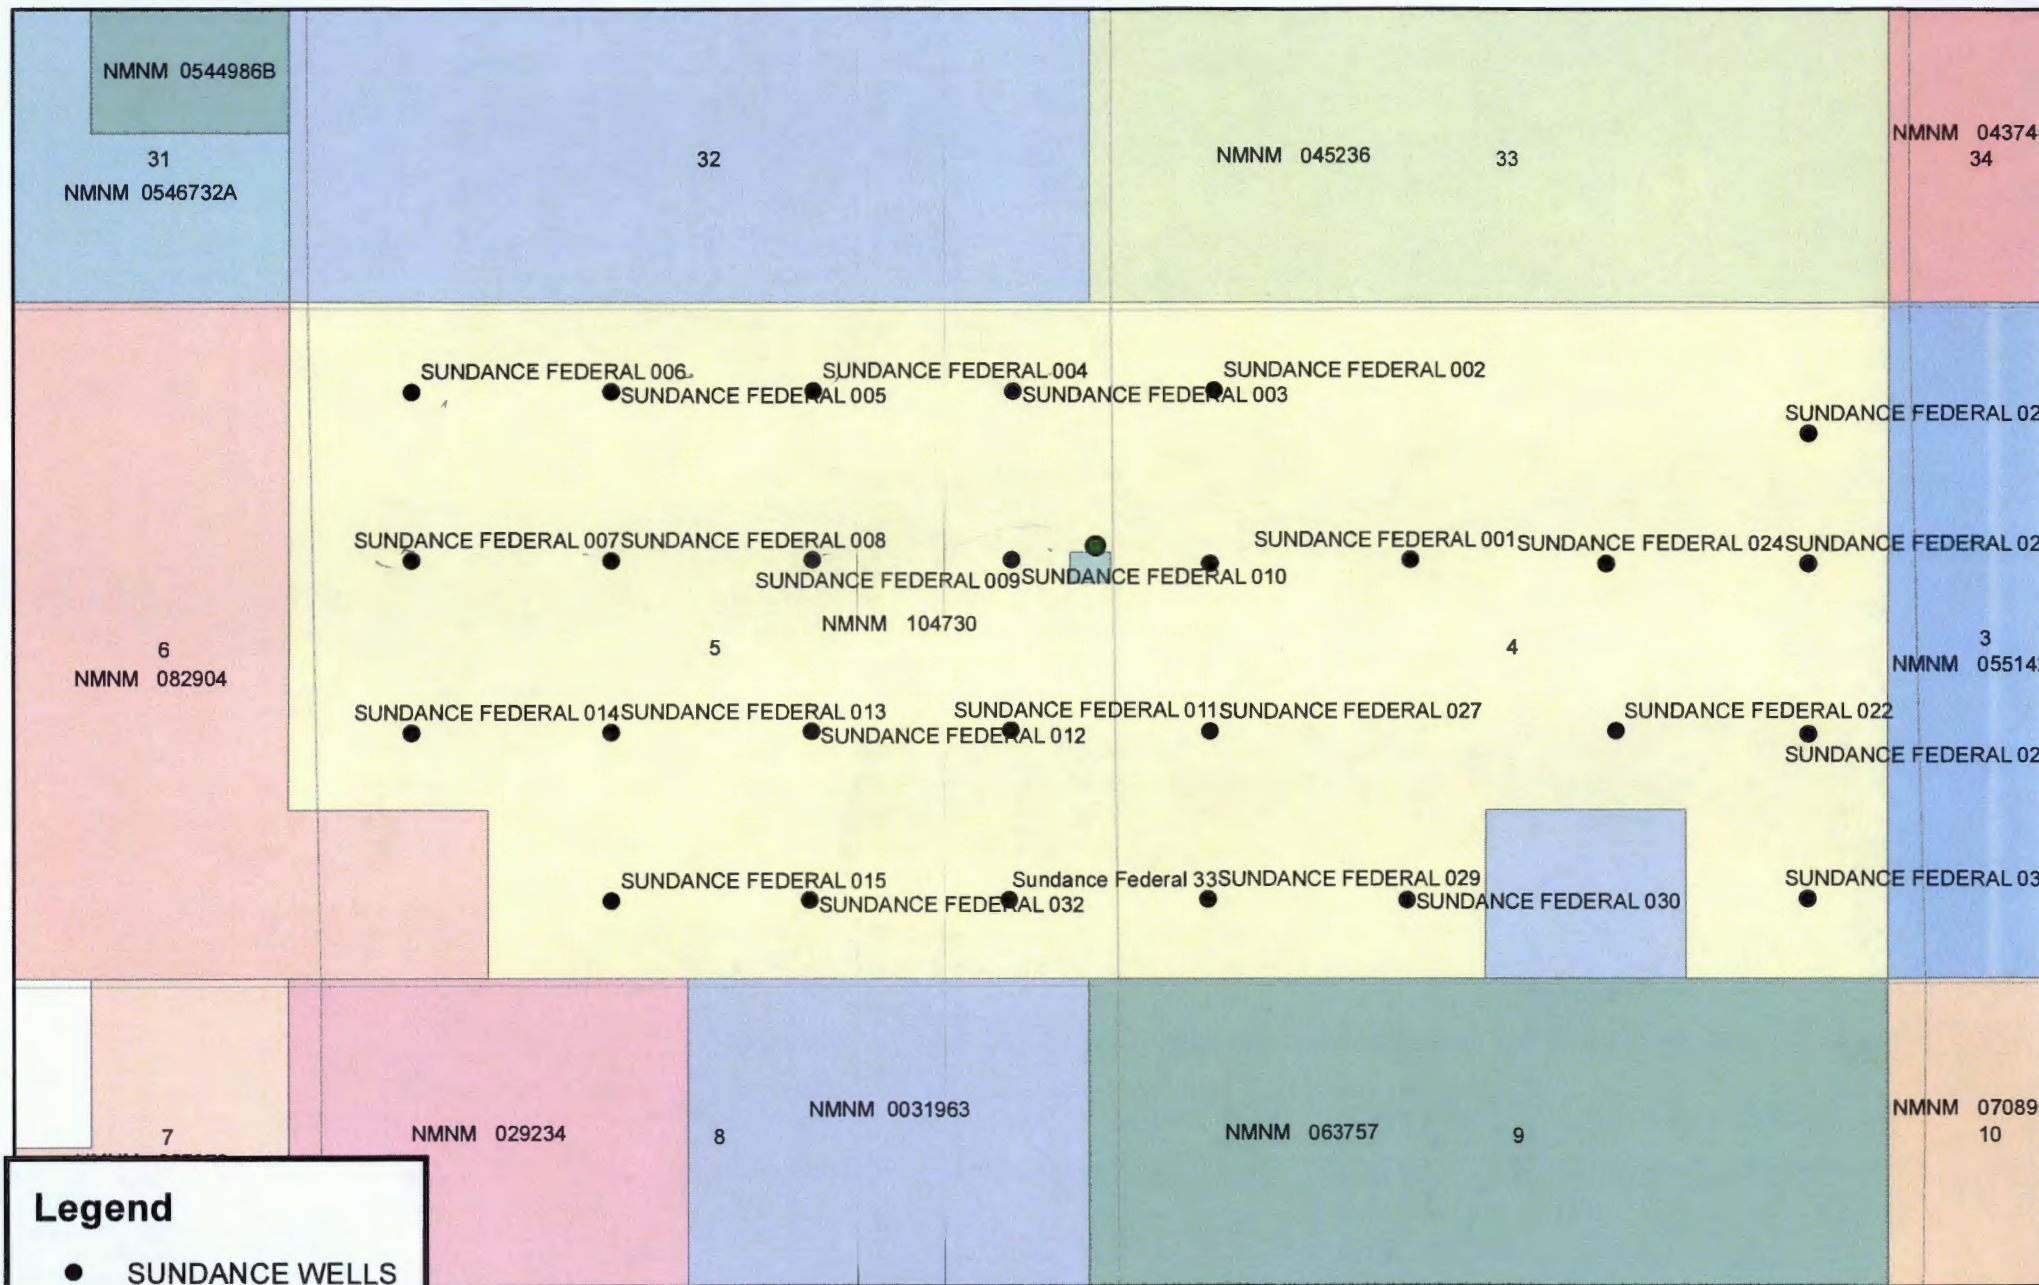 NMNM 0544986B
31
NMNM 0546732A
32
NMNM 045236
33
NMNM 04374
34
SUNDANCE FEDERAL 006
SUNDANCE FEDERAL 005
SUNDANCE FEDERAL 004
SUNDANCE FEDERAL 003
SUNDANCE FEDERAL 002
SUNDANCE FEDERAL 02
SUNDANCE FEDERAL 007
SUNDANCE FEDERAL 008
SUNDANCE FEDERAL 009
SUNDANCE FEDERAL 010
SUNDANCE FEDERAL 001
SUNDANCE FEDERAL 024
SUNDANCE FEDERAL 02
NMNM 104730
6
NMNM 082904
5
4
3
NMNM 05514
SUNDANCE FEDERAL 014
SUNDANCE FEDERAL 013
SUNDANCE FEDERAL 012
SUNDANCE FEDERAL 011
SUNDANCE FEDERAL 027
SUNDANCE FEDERAL 022
SUNDANCE FEDERAL 02
SUNDANCE FEDERAL 015
SUNDANCE FEDERAL 032
Sundance Federal 33
SUNDANCE FEDERAL 029
SUNDANCE FEDERAL 030
SUNDANCE FEDERAL 03
7
NMNM 029234
8
NMNM 0031963
NMNM 063757
9
NMNM 07089
10
Legend
SUNDANCE WELLS